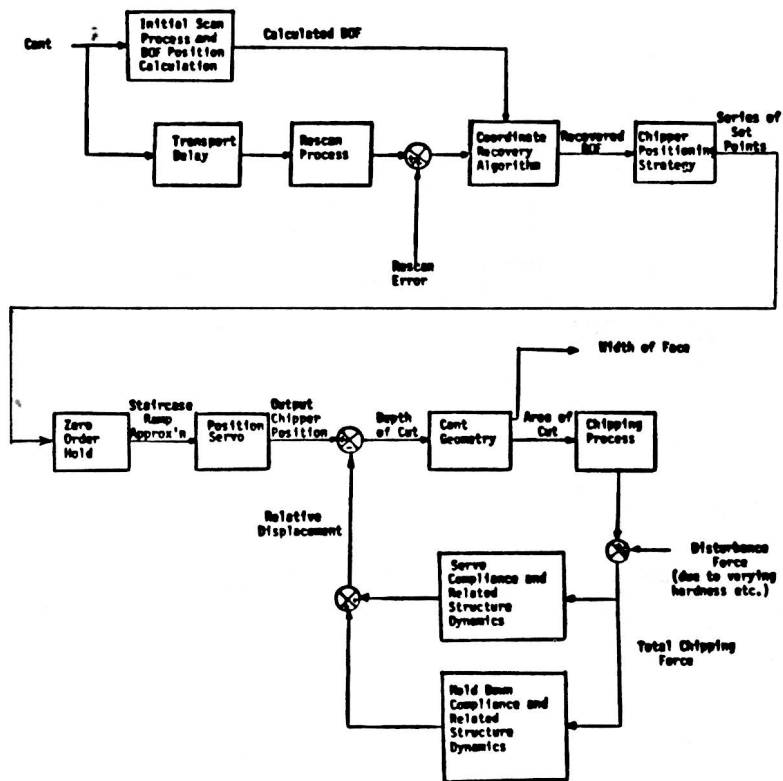 Cant
Initial Scan
Process and
BOF Position
Calculation
Calculated BOF
Transport
Delay
Rescan
Process
Rescan
Error
Coordinate
Recovery
Algorithm
Recovered
BOF
Chipper
Positioning
Strategy
Series of
Set
Points
Zero
Order
Hold
Staircase
Ramp
Approx'n
Position
Servo
Output
Chipper
Position
Depth
of Cut
Cant
Geometry
Width of Face
Area of
Cut
Chipping
Process
Disturbance
Force
(due to varying
hardness etc.)
Relative
Displacement
Servo
Compliance and
Related
Structure
Dynamics
Total Chipping
Force
Hold Down
Compliance and
Related
Structure
Dynamics